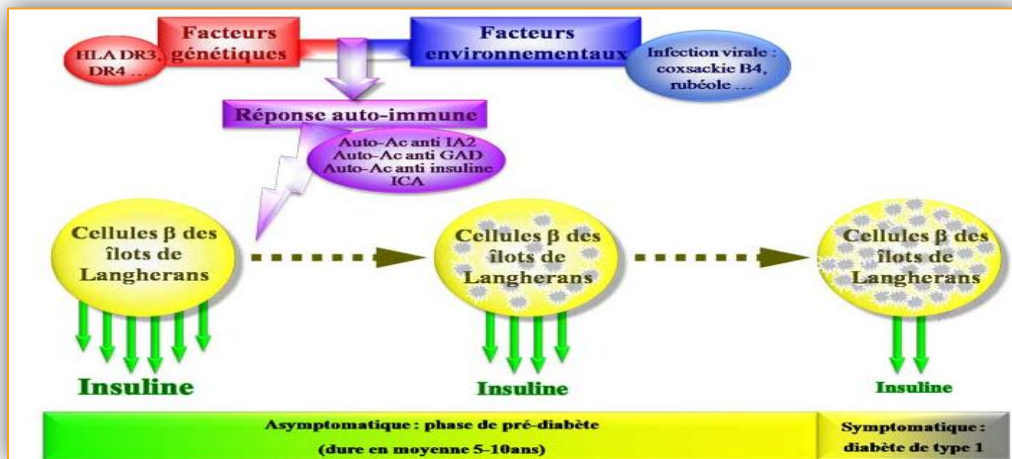 Facteurs
génétiques
HLA DR3,
DR4 ...
Facteurs
environnementaux
Infection virale :
coxsackie B4,
rubéole ...
Réponse auto-immune
Auto-Ac anti IA2
Auto-Ac anti GAD
Auto-Ac anti insuline
ICA
Cellules β des
îlots de
Langherans
Cellules β des
îlots de
Langherans
Cellules β des
îlots de
Langherans
Insuline
Insuline
Insuline
Asymptomatique : phase de pré-diabète
(dure en moyenne 5-10ans)
Symptomatique :
diabète de type 1